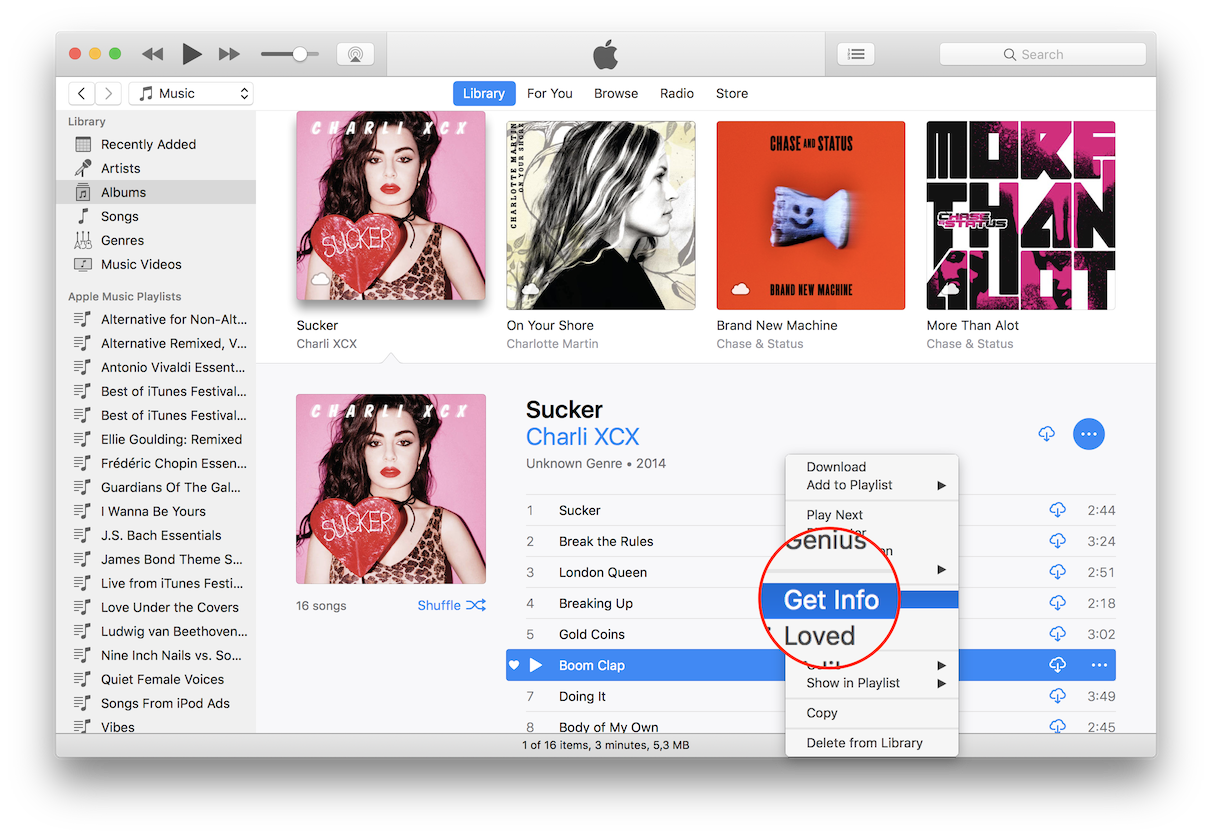 Search
Music
Library For You Browse Radio Store
Library
Recently Added
Artists
Albums
Songs
Genres
Music Videos
Apple Music Playlists
Alternative for Non-Alt...
Alternative Remixed, V...
Antonio Vivaldi Essent...
Best of iTunes Festival...
Best of iTunes Festival...
Ellie Goulding: Remixed
Frédéric Chopin Essen...
Guardians Of The Gal...
I Wanna Be Yours
J.S. Bach Essentials
James Bond Theme S...
Live from iTunes Festi...
Love Under the Covers
Ludwig van Beethoven...
Nine Inch Nails vs. So...
Quiet Female Voices
Songs From iPod Ads
Vibes
CHARLI XCX
SUCKER
Sucker
Charli XCX
CHARLOTTE MARTIN
ON YOUR SHORE
On Your Shore
Charlotte Martin
CHASE AND STATUS
BRAND NEW MACHINE
Brand New Machine
Chase & Status
MORE
THAN
ALOT
CHASE
& STATUS
More Than Alot
Chase & Status
CHARLI XCX
SUCKER
16 songs
Shuffle
Sucker
Charli XCX
Unknown Genre • 2014
1 Sucker 2:44
2 Break the Rules 3:24
3 London Queen 2:51
4 Breaking Up 2:18
5 Gold Coins 3:02
Boom Clap
7 Doing It 3:49
8 Body of My Own 2:45
Download
Add to Playlist
Play Next
Genius
Get Info
Loved
Show in Playlist
Copy
Delete from Library
1 of 16 items, 3 minutes, 5,3 MB